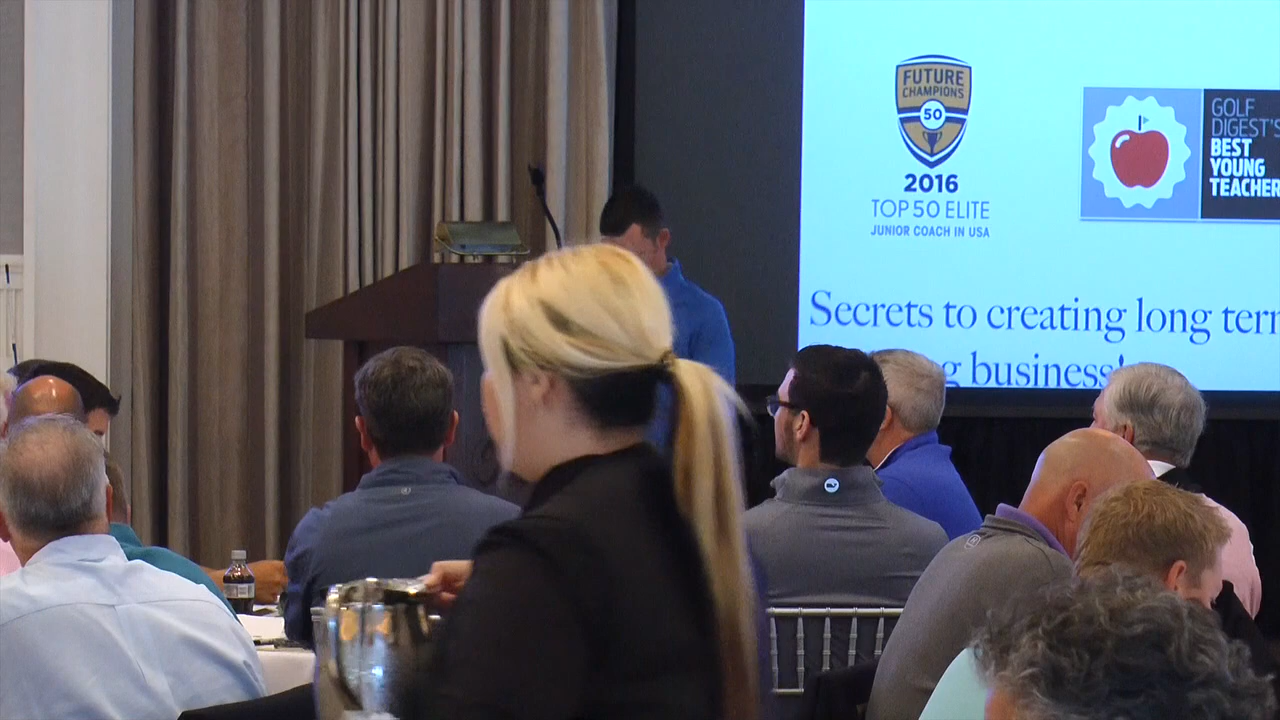 FUTURE
CHAMPIONS
50
2016
TOP 50 ELITE
JUNIOR COACH IN USA
GOLF
DIGEST'S
BEST
YOUNG
TEACHER
Secrets to creating long
business!